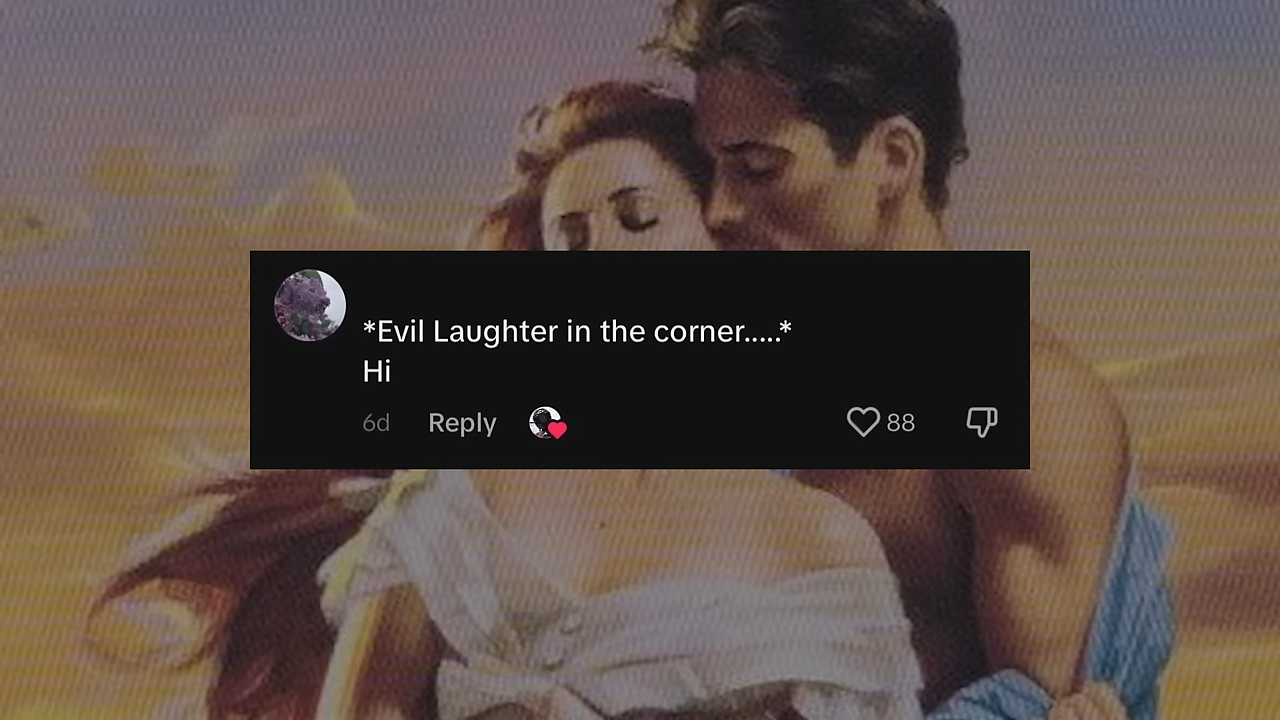 *Evil Laughter in the corner.....*
Hi
6d Reply 88